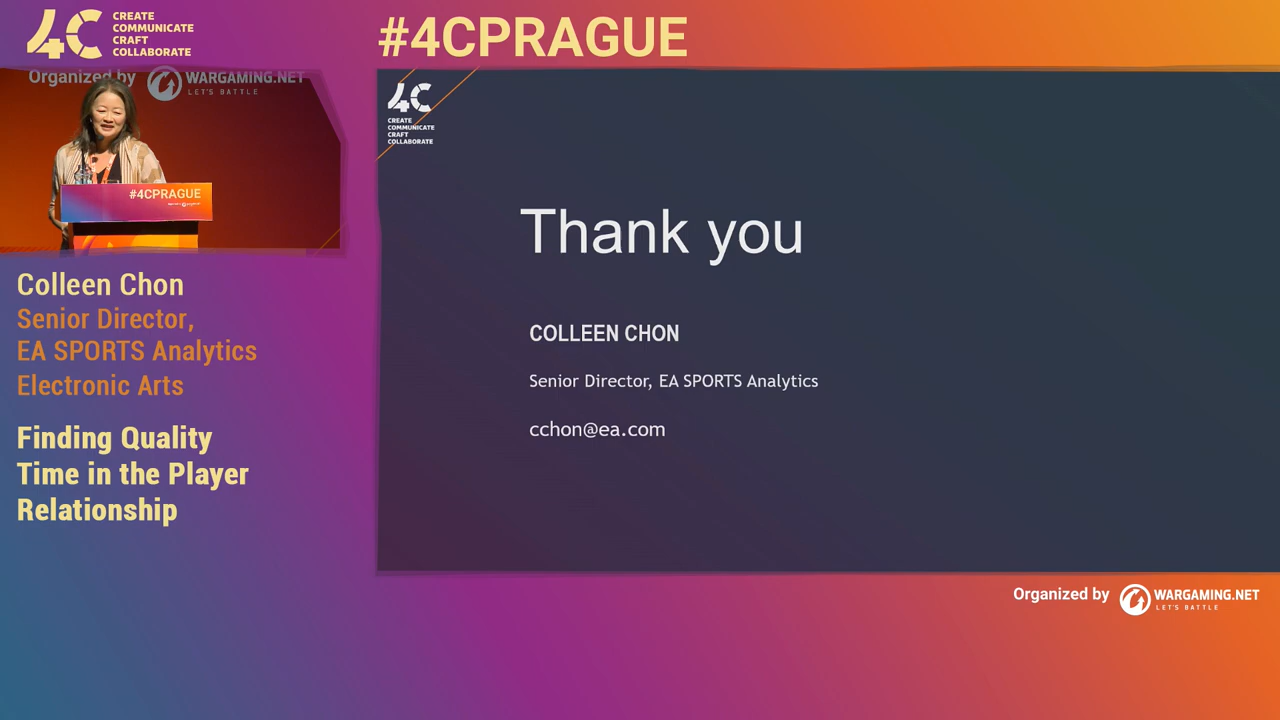 4C
CREATE
COMMUNICATE
CRAFT
COLLABORATE
#4CPRAGUE
Organized by WARGAMING.NET
LET'S BATTLE
#4CPRAGUE
Colleen Chon
Senior Director,
EA SPORTS Analytics
Electronic Arts
Finding Quality
Time in the Player
Relationship
4C
CREATE
COMMUNICATE
CRAFT
COLLABORATE
Thank you
COLLEEN CHON
Senior Director, EA SPORTS Analytics
cchon@ea.com
Organized by WARGAMING.NET
LET'S BATTLE